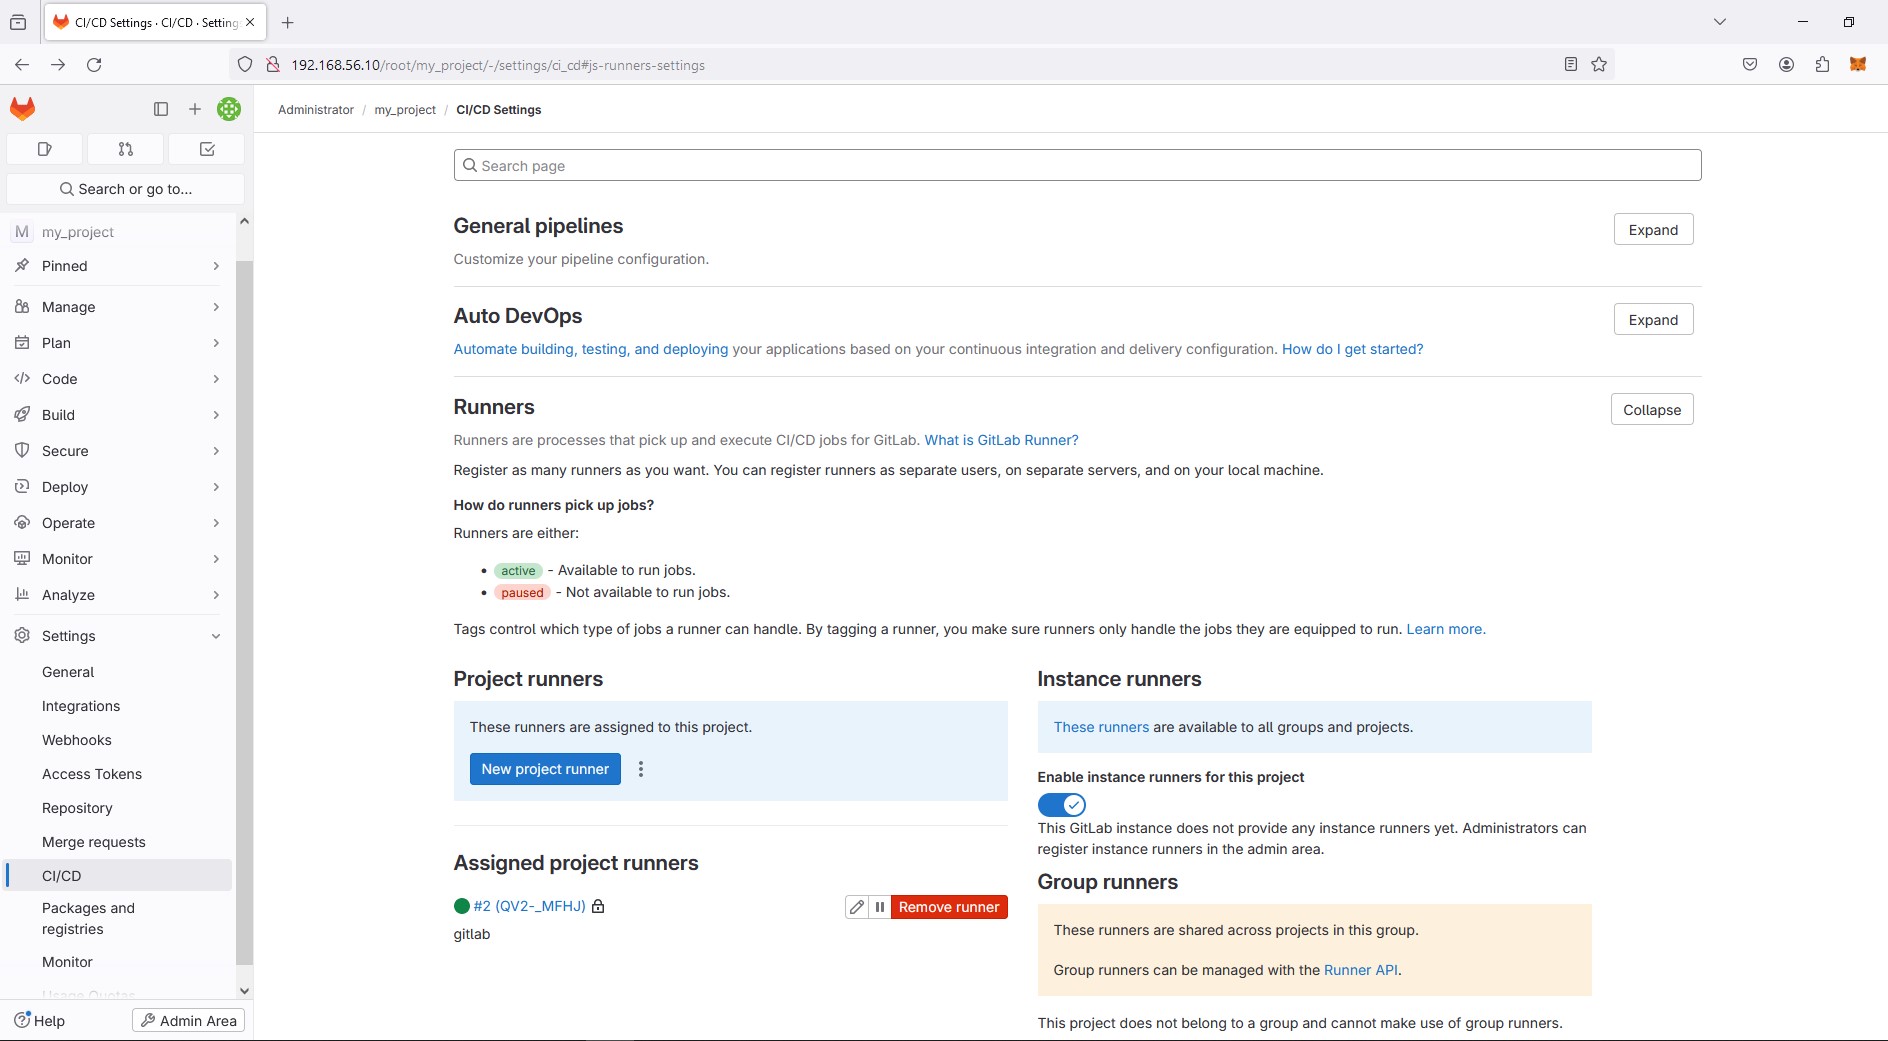 CI/CD Settings · CI/CD · Setting
192.168.56.10/root/my_project/-/settings/ci_cd#js-runners-settings
Administrator / my_project / CI/CD Settings
Search or go to...
M my_project
Pinned
Manage
Plan
Code
Build
Secure
Deploy
Operate
Monitor
Analyze
Settings
General
Integrations
Webhooks
Access Tokens
Repository
Merge requests
CI/CD
Packages and
registries
Monitor
Usage Quotas
Help
Admin Area
Search page
General pipelines
Expand
Customize your pipeline configuration.
Auto DevOps
Expand
Automate building, testing, and deploying your applications based on your continuous integration and delivery configuration. How do I get started?
Runners
Collapse
Runners are processes that pick up and execute CI/CD jobs for GitLab. What is GitLab Runner?
Register as many runners as you want. You can register runners as separate users, on separate servers, and on your local machine.
How do runners pick up jobs?
Runners are either:
• active - Available to run jobs.
• paused - Not available to run jobs.
Tags control which type of jobs a runner can handle. By tagging a runner, you make sure runners only handle the jobs they are equipped to run. Learn more.
Project runners
These runners are assigned to this project.
New project runner
Assigned project runners
#2 (QV2-_MFHJ)
Remove runner
gitlab
Instance runners
These runners are available to all groups and projects.
Enable instance runners for this project
This GitLab instance does not provide any instance runners yet. Administrators can
register instance runners in the admin area.
Group runners
These runners are shared across projects in this group.
Group runners can be managed with the Runner API.
This project does not belong to a group and cannot make use of group runners.